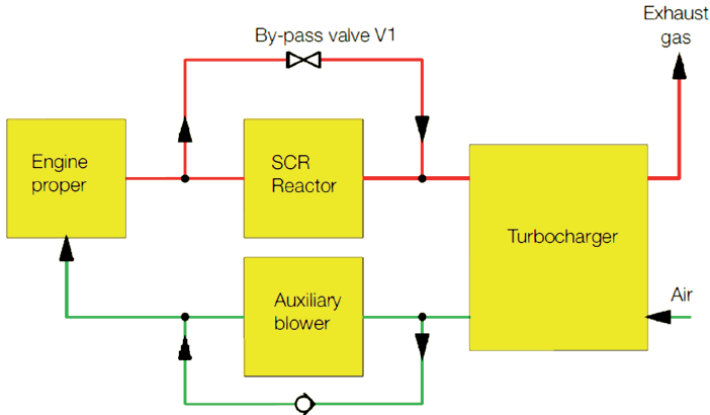 Exhaust
gas
By-pass valve V1
Engine
proper
SCR
Reactor
Turbocharger
Auxiliary
blower
Air